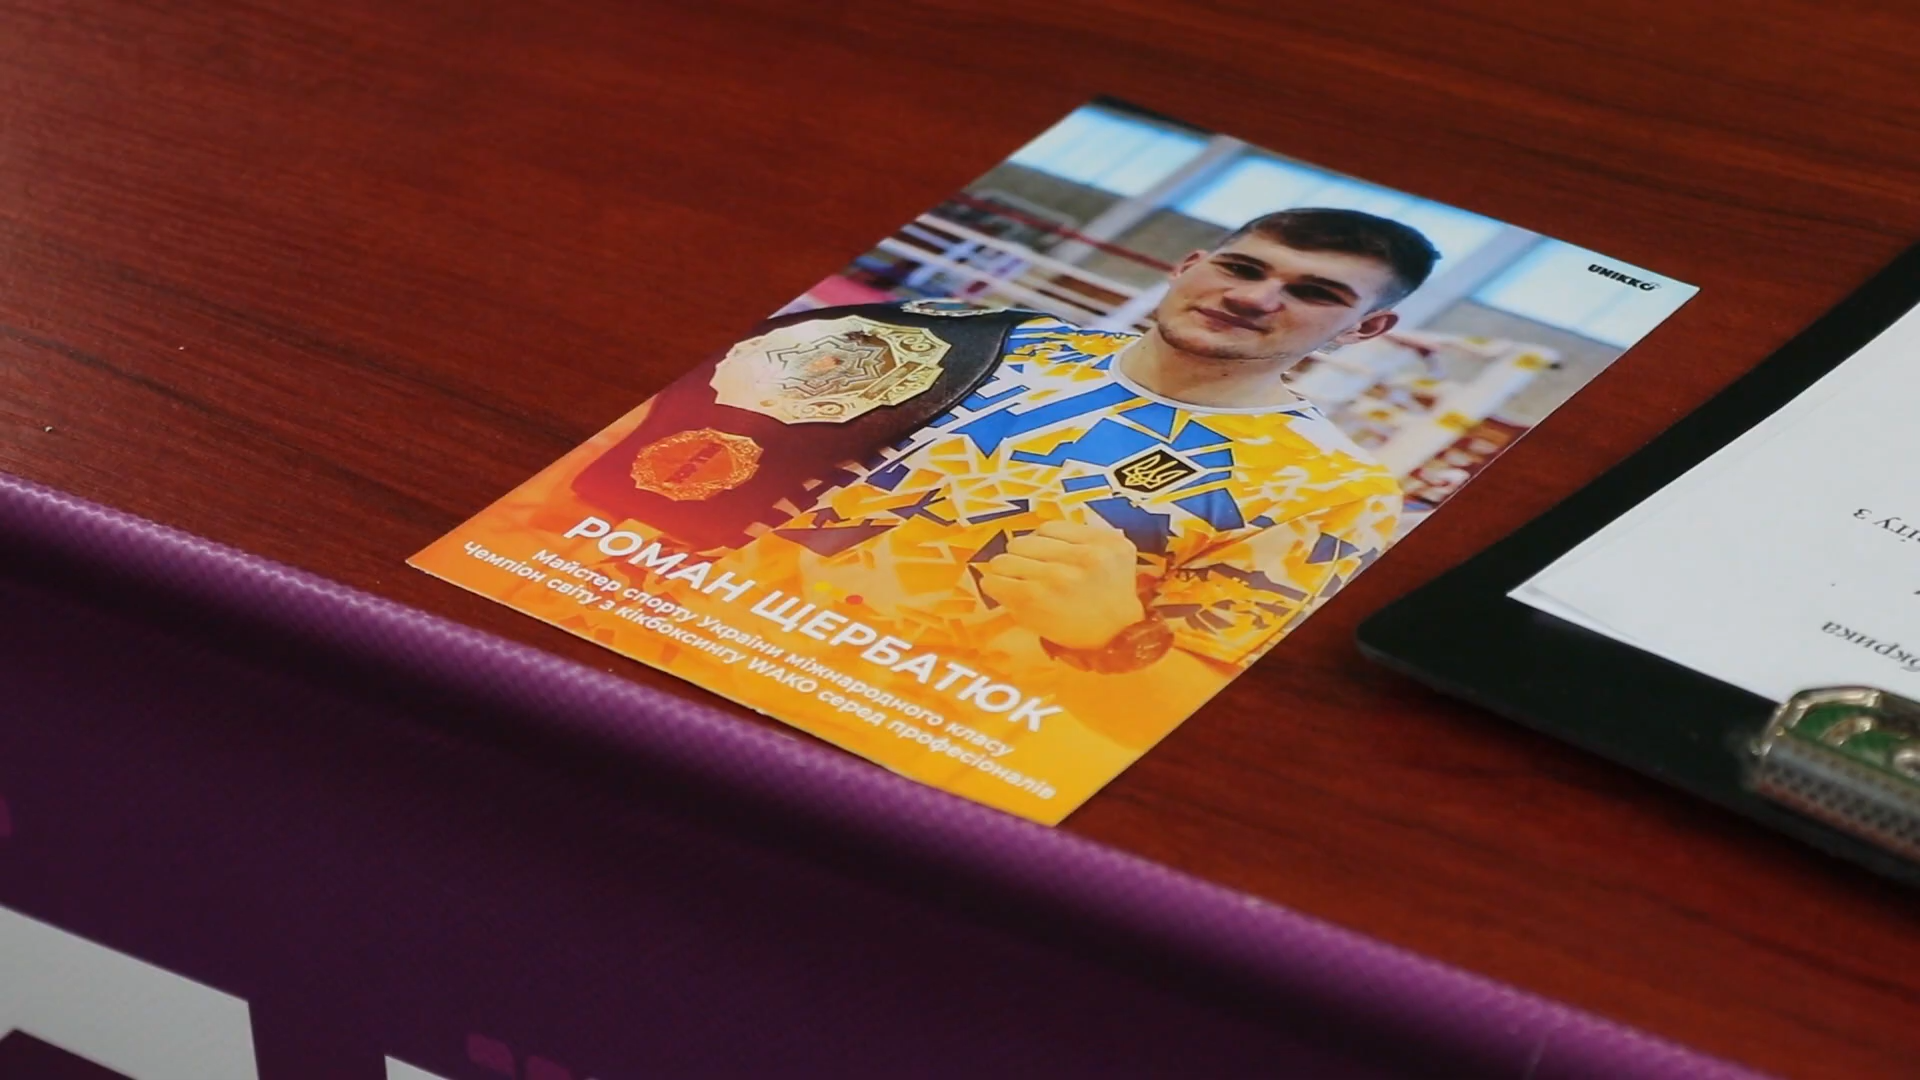 UNIKKO
РОМАН ЩЕРБАТЮК
Майстер спорту України міжнародного класу
Чемпіон світу з кікбоксингу WAKO серед професіоналів